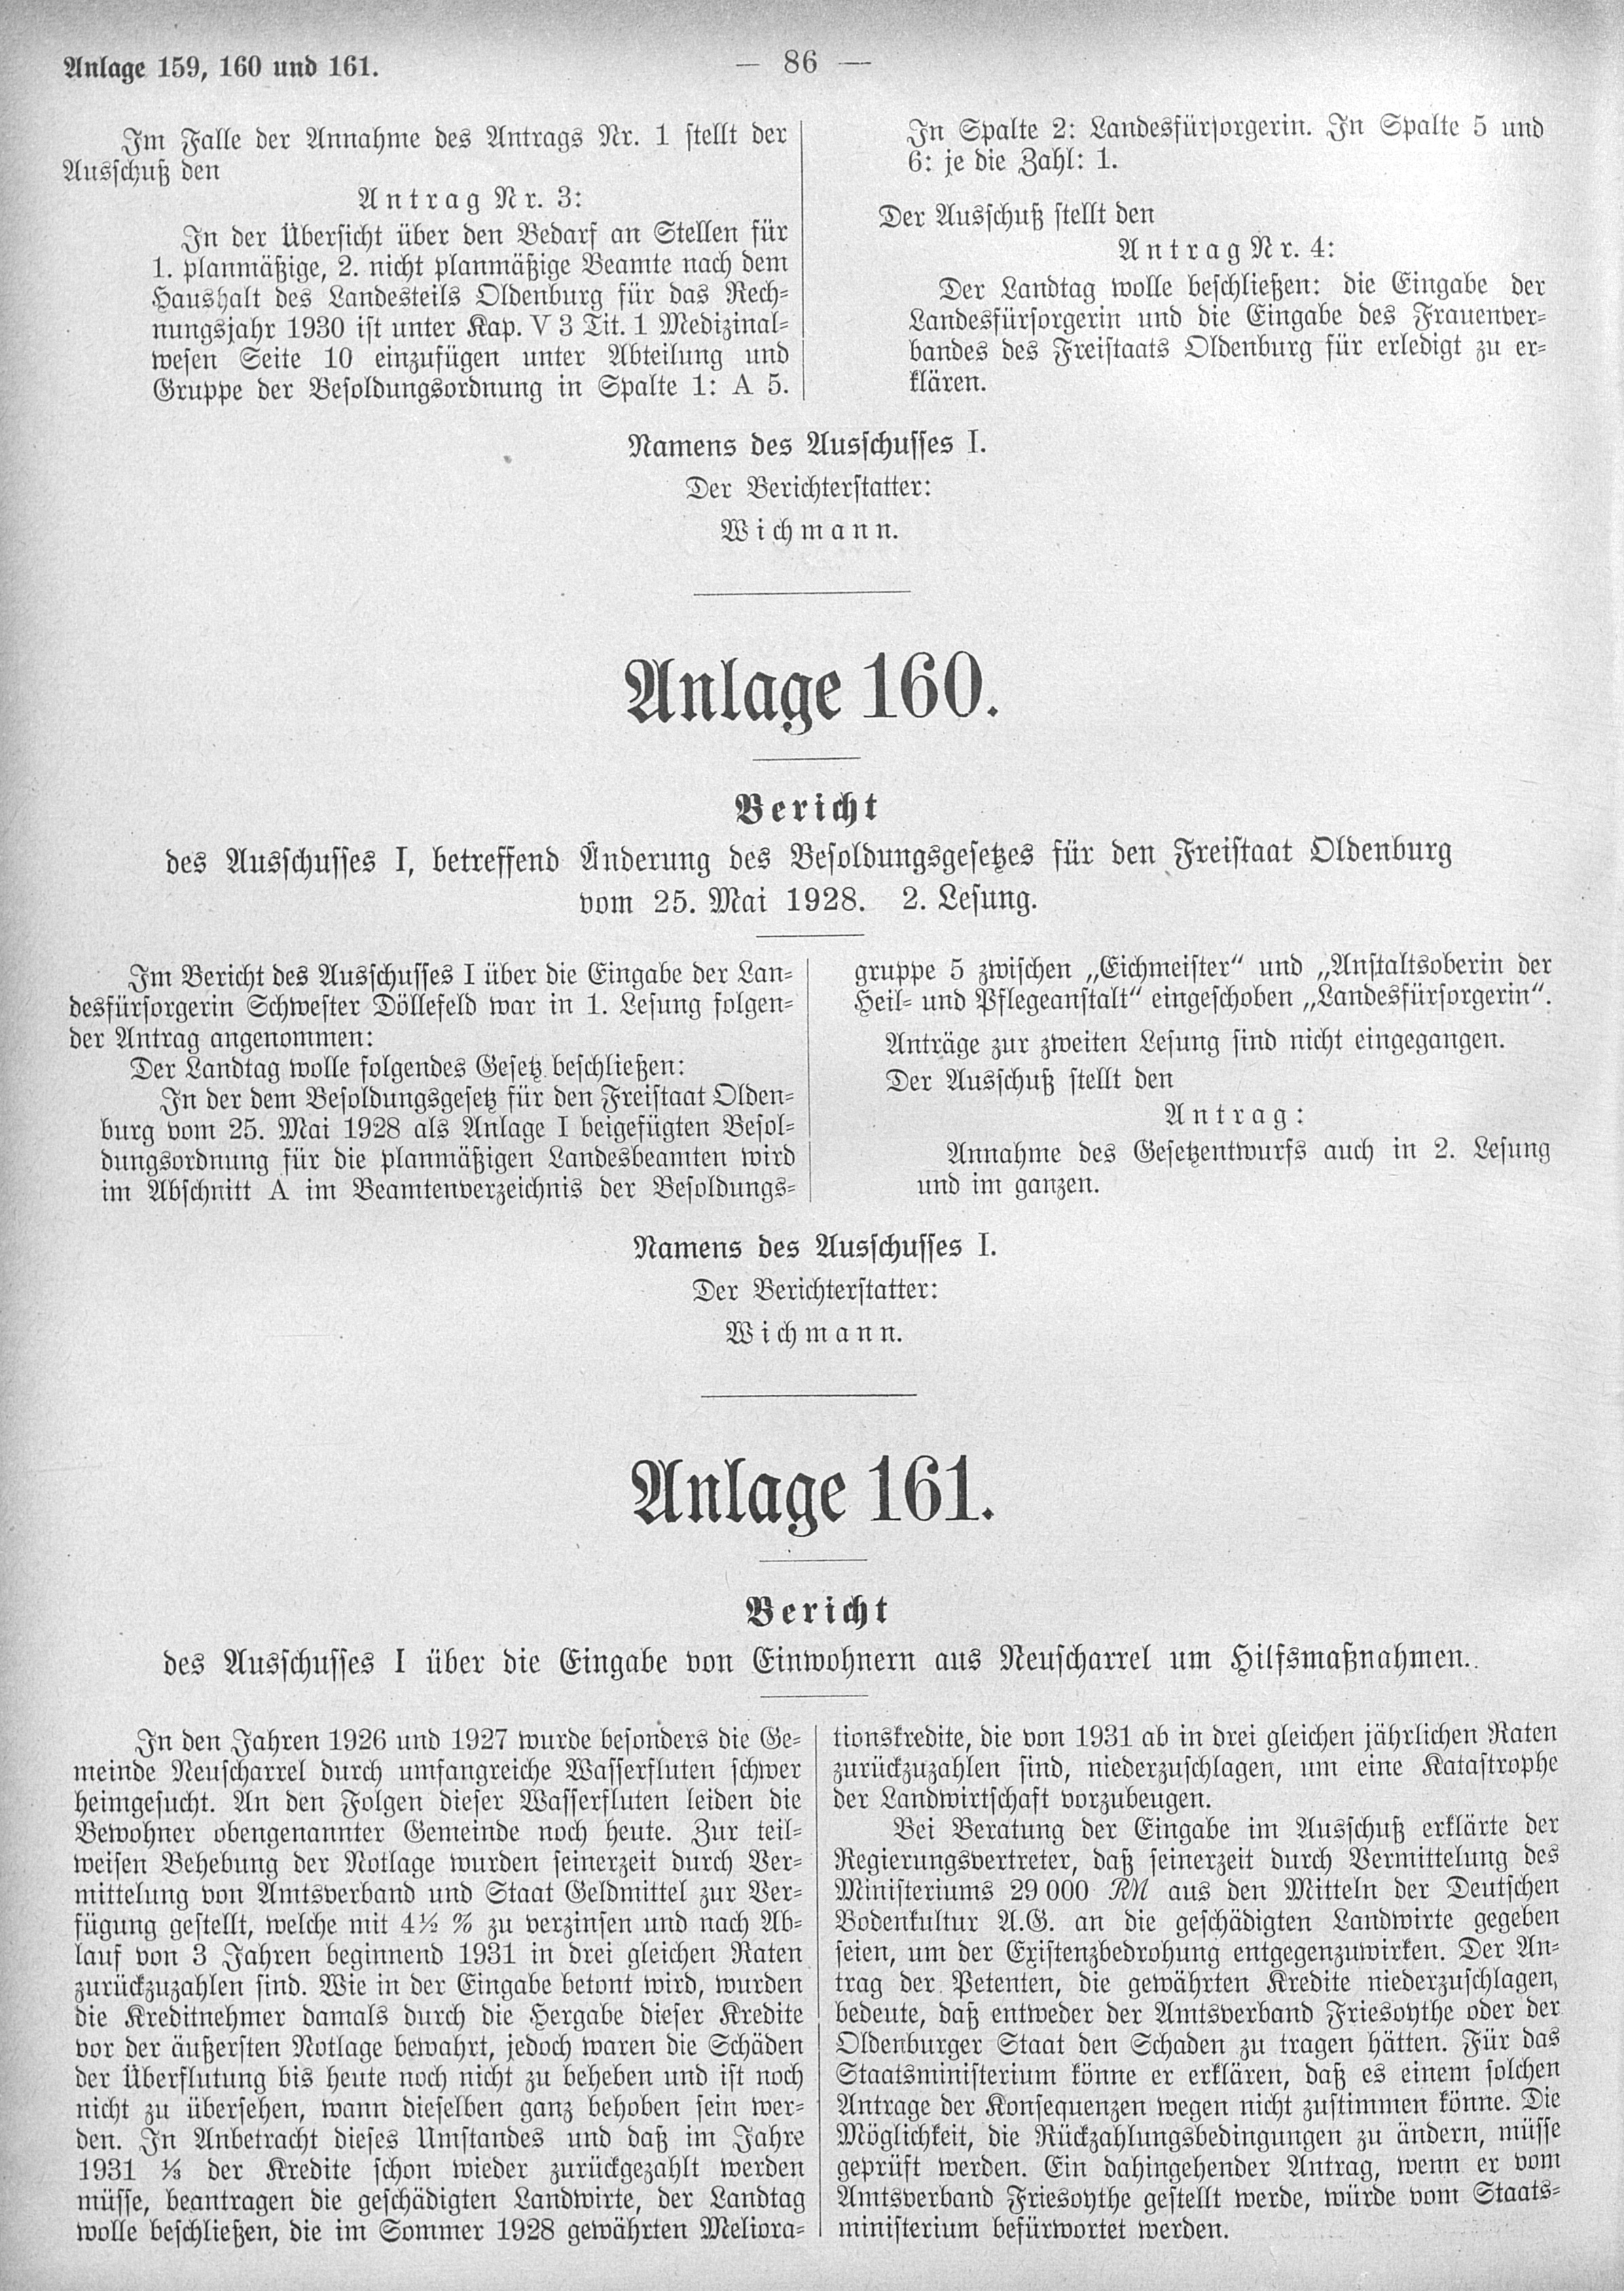 Anlage 159, 160 und 161.
— 86 —
Im Falle der Annahme des Antrags Nr. 1 stellt der
Ausschuß den
Antrag Nr. 3:
In der Übersicht über den Bedarf an Stellen für
1. planmäßige, 2. nicht planmäßige Beamte nach dem
Haushalt des Landesteils Oldenburg für das Rech-
nungsjahr 1930 ist unter Kap. V 3 Tit. 1 Medizinal-
wesen Seite 10 einzufügen unter Abteilung und
Gruppe der Besoldungsordnung in Spalte 1: A 5.
In Spalte 2: Landesfürsorgerin. In Spalte 5 und
6: je die Zahl: 1.
Der Ausschuß stellt den
Antrag Nr. 4:
Der Landtag wolle beschließen: die Eingabe der
Landesfürsorgerin und die Eingabe des Frauenver-
bandes des Freistaats Oldenburg für erledigt zu er-
klären.
Namens des Ausschusses I.
Der Berichterstatter:
Wichmann.
Anlage 160.
Bericht
des Ausschusses I, betreffend Änderung des Besoldungsgesetzes für den Freistaat Oldenburg
vom 25. Mai 1928. 2. Lesung.
Im Bericht des Ausschusses I über die Eingabe der Lan-
desfürsorgerin Schwester Döllefeld war in 1. Lesung folgen-
der Antrag angenommen:
Der Landtag wolle folgendes Gesetz beschließen:
In der dem Besoldungsgesetz für den Freistaat Olden-
burg vom 25. Mai 1928 als Anlage I beigefügten Besol-
dungsordnung für die planmäßigen Landesbeamten wird
im Abschnitt A im Beamtenverzeichnis der Besoldungs-
gruppe 5 zwischen „Eichmeister“ und „Anstaltsoberin der
Heil- und Pflegeanstalt“ eingeschoben „Landesfürsorgerin“.
Anträge zur zweiten Lesung sind nicht eingegangen.
Der Ausschuß stellt den
Antrag:
Annahme des Gesetzentwurfs auch in 2. Lesung
und im ganzen.
Namens des Ausschusses I.
Der Berichterstatter:
Wichmann.
Anlage 161.
Bericht
des Ausschusses I über die Eingabe von Einwohnern aus Neuscharrel um Hilfsmaßnahmen.
In den Jahren 1926 und 1927 wurde besonders die Ge-
meinde Neuscharrel durch umfangreiche Wasserfluten schwer
heimgesucht. An den Folgen dieser Wasserfluten leiden die
Bewohner obengenannter Gemeinde noch heute. Zur teil-
weisen Behebung der Notlage wurden seinerzeit durch Ver-
mittelung von Amtsverband und Staat Geldmittel zur Ver-
fügung gestellt, welche mit 4½ % zu verzinsen und nach Ab-
lauf von 3 Jahren beginnend 1931 in drei gleichen Raten
zurückzuzahlen sind. Wie in der Eingabe betont wird, wurden
die Kreditnehmer damals durch die Hergabe dieser Kredite
vor der äußersten Notlage bewahrt, jedoch waren die Schäden
der Überflutung bis heute noch nicht zu beheben und ist noch
nicht zu übersehen, wann dieselben ganz behoben sein wer-
den. In Anbetracht dieses Umstandes und daß im Jahre
1931 ⅓ der Kredite schon wieder zurückgezahlt werden
müsse, beantragen die geschädigten Landwirte, der Landtag
wolle beschließen, die im Sommer 1928 gewährten Meliora-
tionskredite, die von 1931 ab in drei gleichen jährlichen Raten
zurückzuzahlen sind, niederzuschlagen, um eine Katastrophe
der Landwirtschaft vorzubeugen.
Bei Beratung der Eingabe im Ausschuß erklärte der
Regierungsvertreter, daß seinerzeit durch Vermittelung des
Ministeriums 29 000 RM aus den Mitteln der Deutschen
Bodenkultur A.G. an die geschädigten Landwirte gegeben
seien, um der Existenzbedrohung entgegenzuwirken. Der An-
trag der Petenten, die gewährten Kredite niederzuschlagen,
bedeute, daß entweder der Amtsverband Friesoythe oder der
Oldenburger Staat den Schaden zu tragen hätten. Für das
Staatsministerium könne er erklären, daß es einem solchen
Antrage der Konsequenzen wegen nicht zustimmen könne. Die
Möglichkeit, die Rückzahlungsbedingungen zu ändern, müsse
geprüft werden. Ein dahingehender Antrag, wenn er vom
Amtsverband Friesoythe gestellt werde, würde vom Staats-
ministerium befürwortet werden.